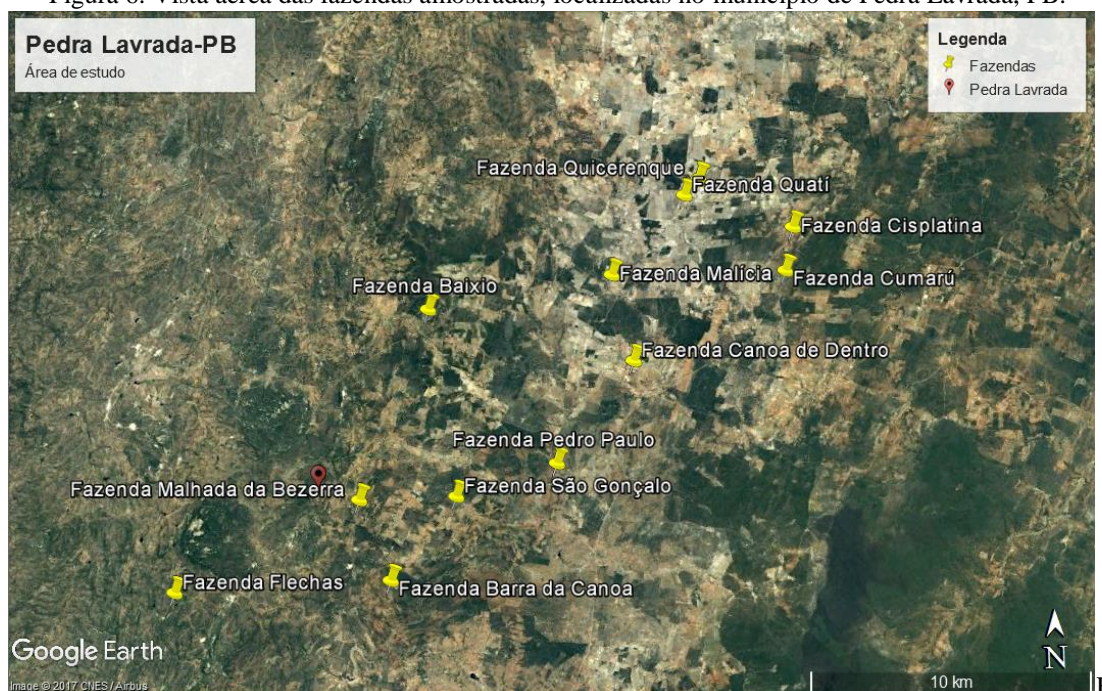 Figura 6: Vista aérea das fazendas amostradas, localizadas no município de Pedra Lavrada, PB.
Pedra Lavrada-PB
Área de estudo
Legenda
Fazendas
Pedra Lavrada
Fazenda Quicerenque
Fazenda Quatí
Fazenda Cisplatina
Fazenda Malícia
Fazenda Cumarú
Fazenda Baixio
Fazenda Canoa de Dentro
Fazenda Pedro Paulo
Fazenda Malhada da Bezerra
Fazenda São Gonçalo
Fazenda Flechas
Fazenda Barra da Canoa
Google Earth
N
Image © 2017 CNES / Airbus
10 km